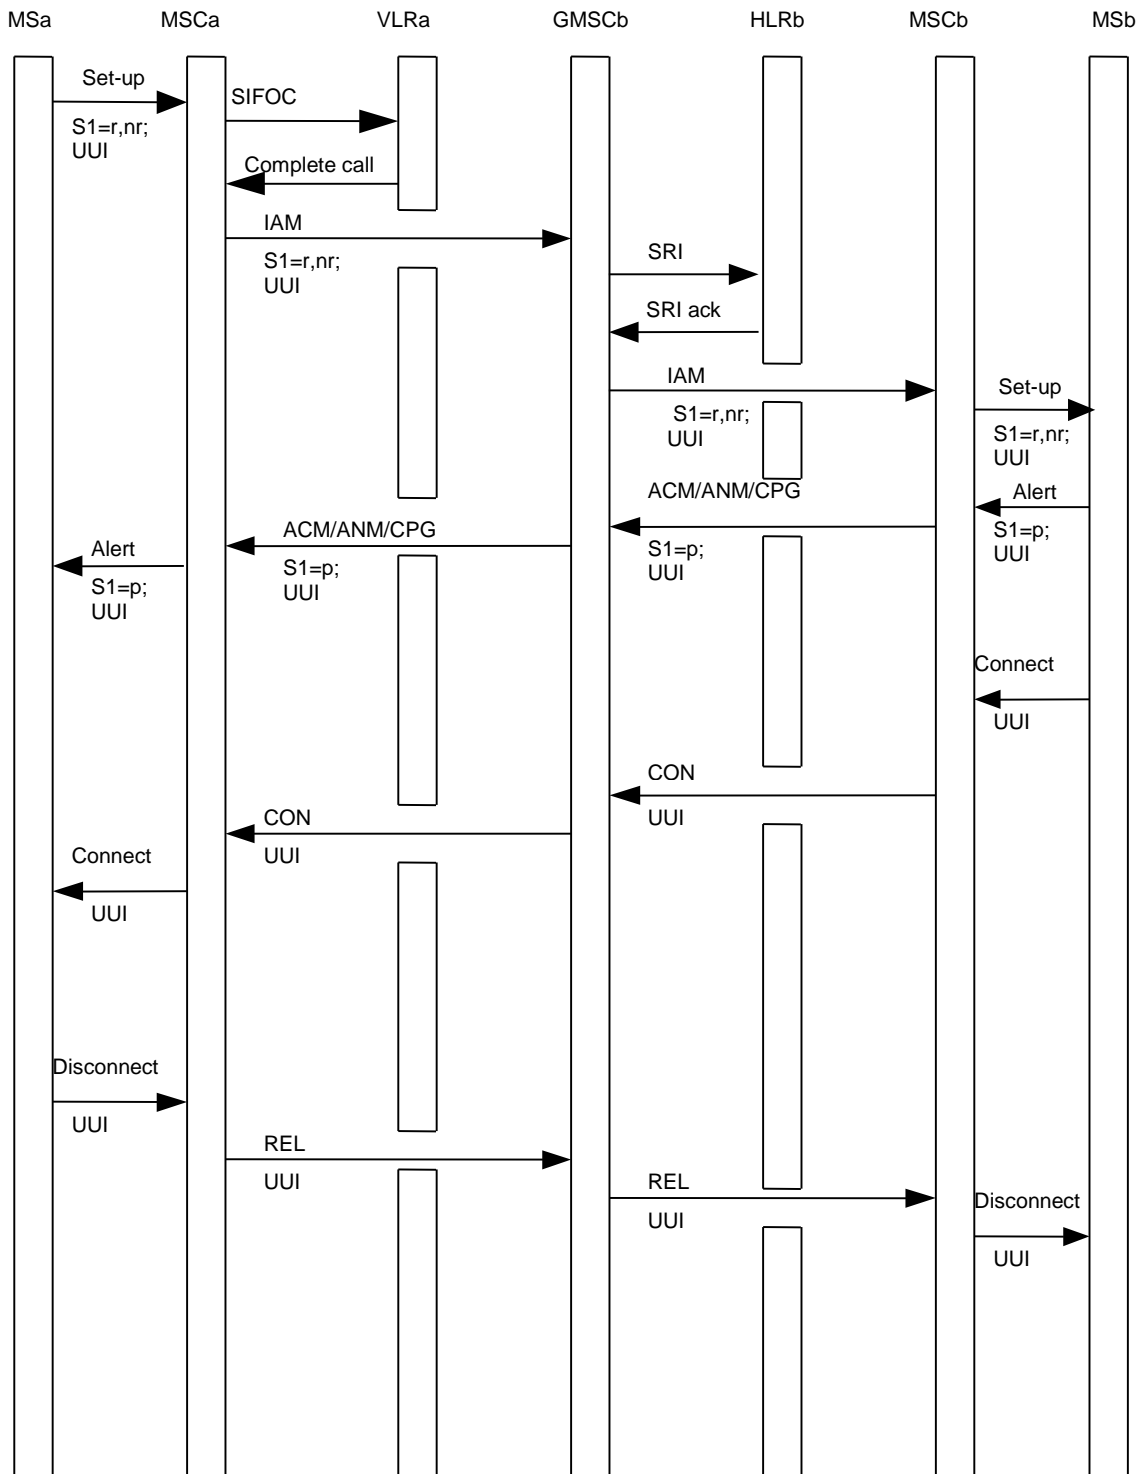 MSa MSCa VLRa GMSCb HLRb MSCb MSb
Set-up
SIFOC
S1=r,nr;
UUI
Complete call
IAM
S1=r,nr;
UUI
SRI
SRI ack
IAM
S1=r,nr;
UUI
Set-up
S1=r,nr;
UUI
ACM/ANM/CPG
Alert
S1=p;
UUI
S1=p;
UUI
ACM/ANM/CPG
S1=p;
UUI
Alert
S1=p;
UUI
Connect
UUI
CON
UUI
CON
UUI
Connect
UUI
Disconnect
UUI
REL
UUI
REL
UUI
Disconnect
UUI